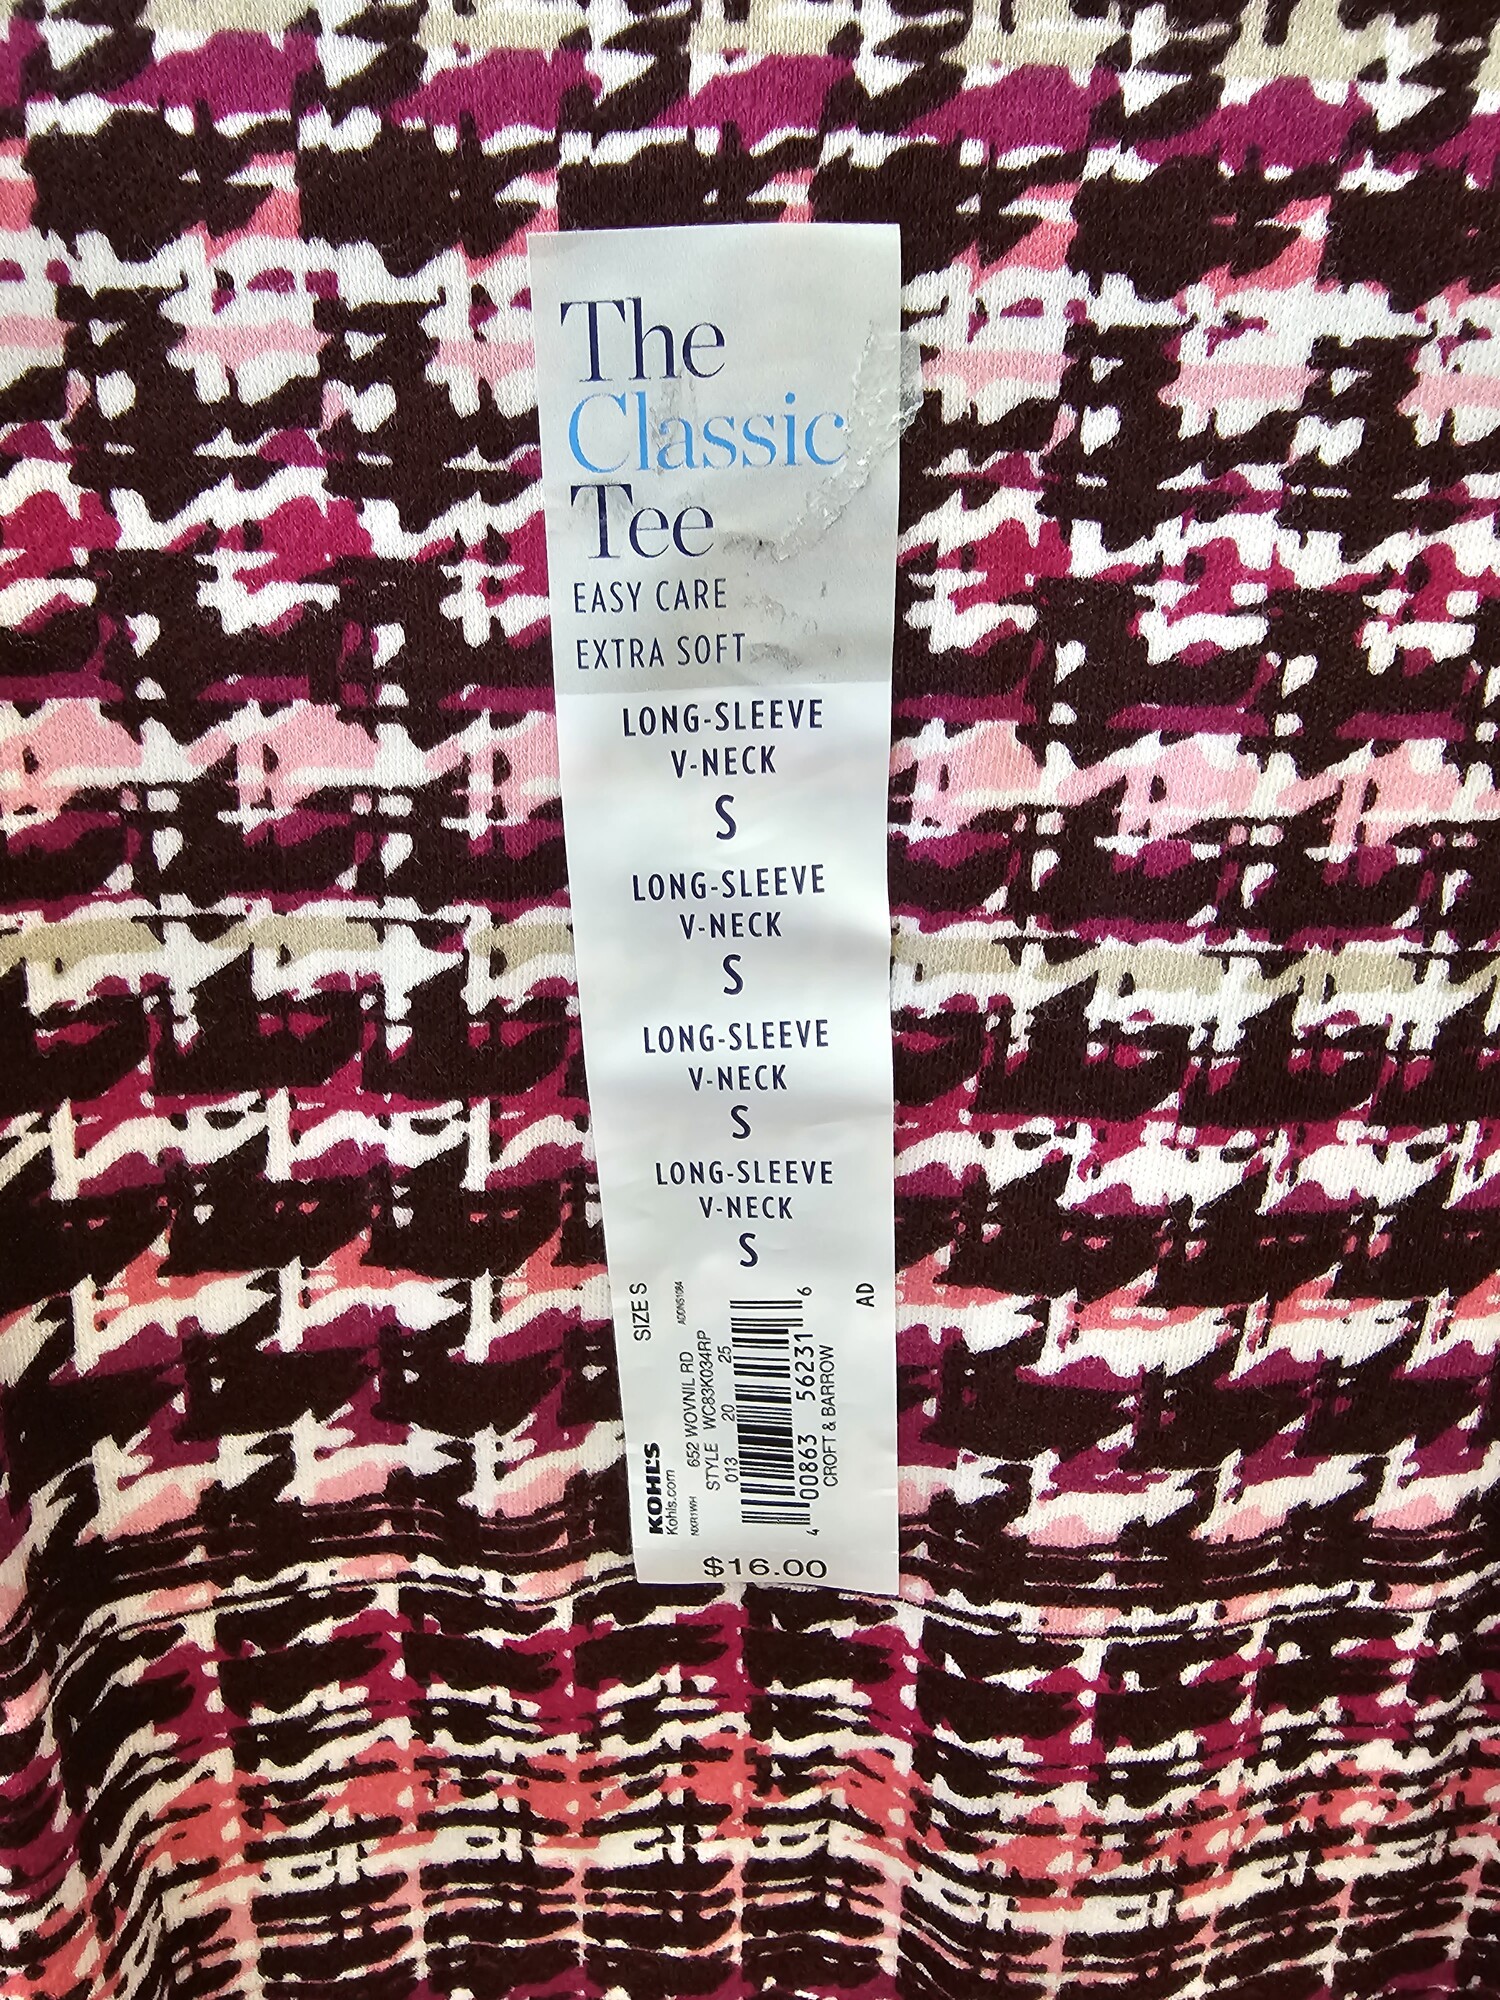 The
Classic
Tee
EASY CARE
EXTRA SOFT
LONG-SLEEVE
V-NECK
S
LONG-SLEEVE
V-NECK
S
LONG-SLEEVE
V-NECK
S
LONG-SLEEVE
V-NECK
S
KOHL'S SIZE S
Kohls.com
652 WOVNIL RD
STYLE WC83K034RP
013 20 25
4 00863 56231 6
CROFT & BARROW
AD
$16.00